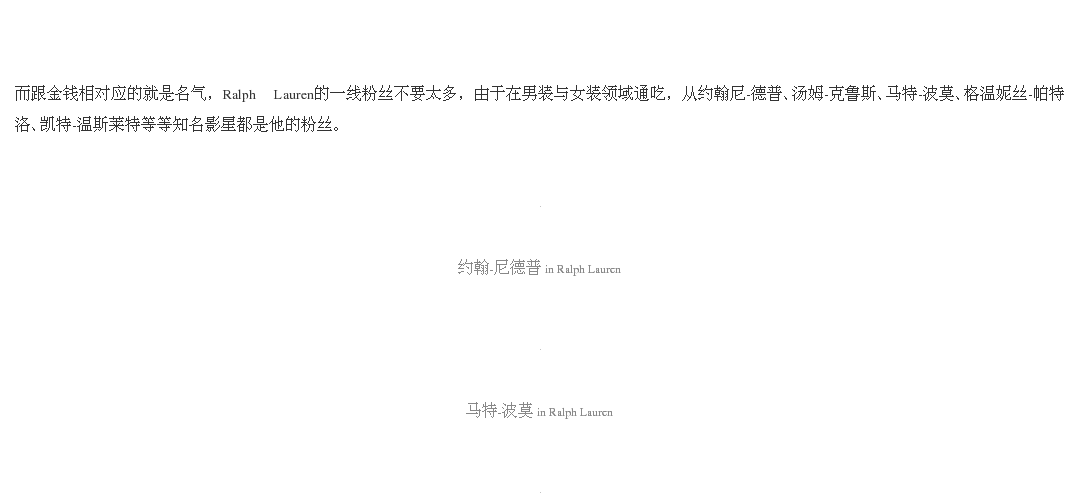 而跟金钱相对应的就是名气，Ralph Lauren的一线粉丝不要太多，由于在男装与女装领域通吃，从约翰尼-德普、汤姆-克鲁斯、马特-波莫、格温妮丝-帕特
洛、凯特-温斯莱特等等知名影星都是他的粉丝。
约翰-尼德普 in Ralph Lauren
马特-波莫 in Ralph Lauren